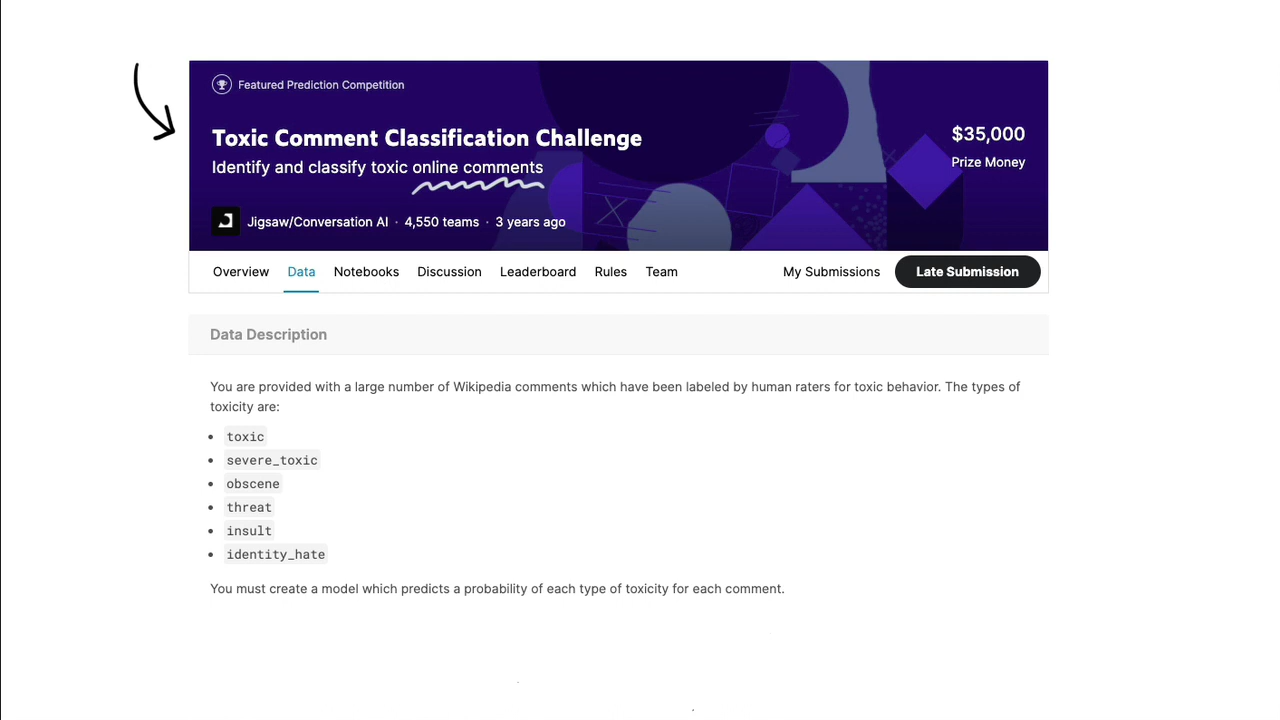 Featured Prediction Competition
Toxic Comment Classification Challenge
Identify and classify toxic online comments
$35,000
Prize Money
Jigsaw/Conversation AI · 4,550 teams · 3 years ago
Overview Data Notebooks Discussion Leaderboard Rules Team My Submissions Late Submission
Data Description
You are provided with a large number of Wikipedia comments which have been labeled by human raters for toxic behavior. The types of
toxicity are:
• toxic
• severe_toxic
• obscene
• threat
• insult
• identity_hate
You must create a model which predicts a probability of each type of toxicity for each comment.